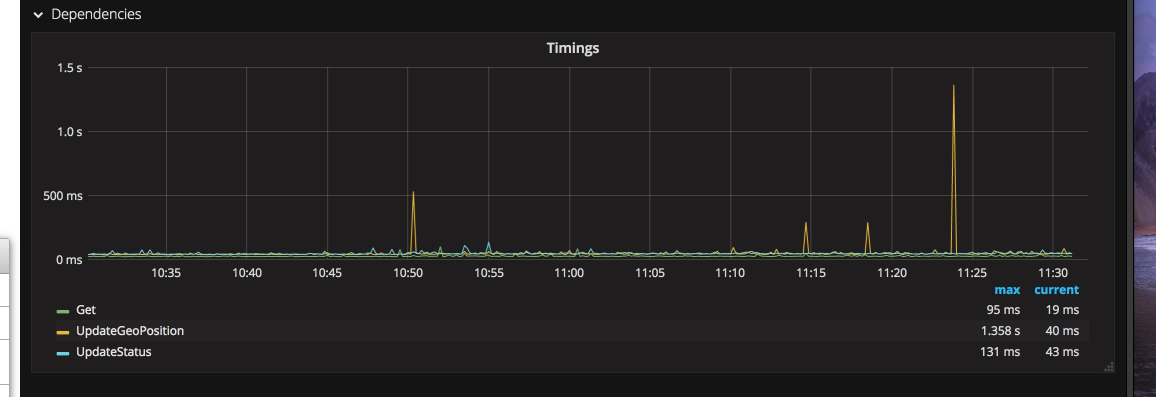 Dependencies
Timings
1.5 s
1.0 s
500 ms
0 ms
10:35 10:40 10:45 10:50 10:55 11:00 11:05 11:10 11:15 11:20 11:25 11:30
max current
Get 95 ms 19 ms
UpdateGeoPosition 1.358 s 40 ms
UpdateStatus 131 ms 43 ms